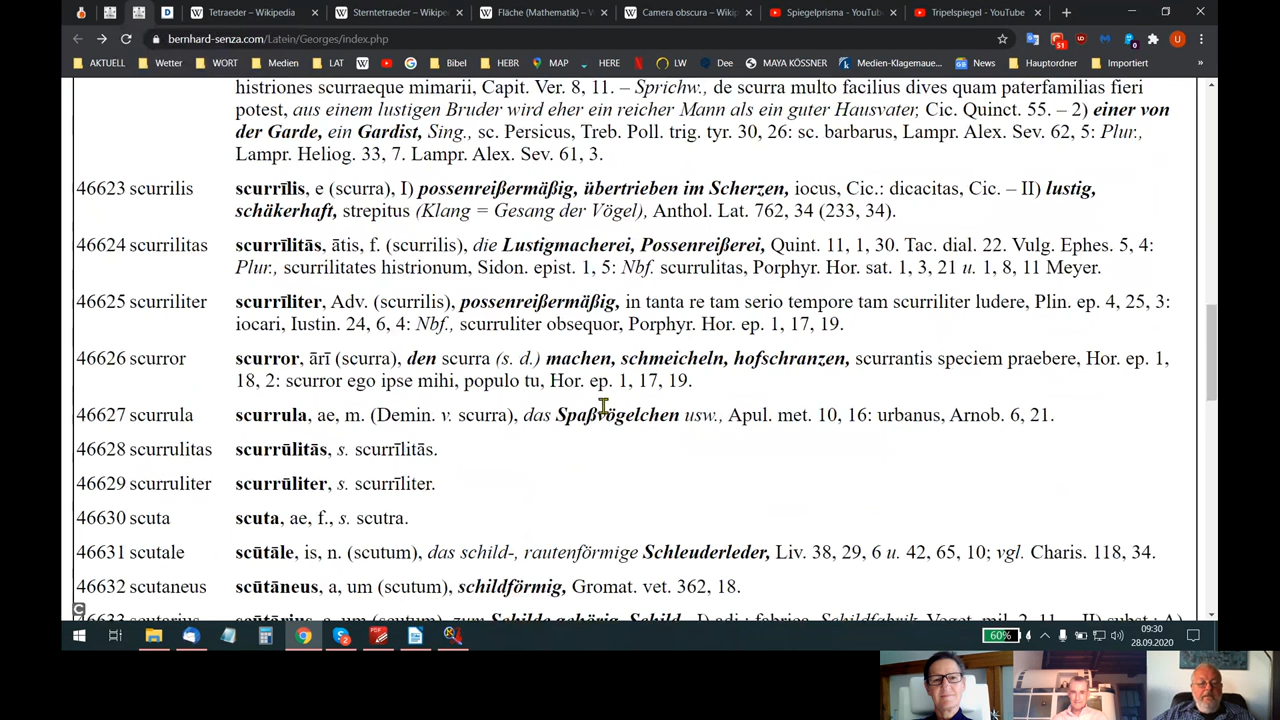 Tetraeder – Wikipedia
Sterntetraeder – Wikipe
Fläche (Mathematik) – W
Camera obscura – Wikipe
Spiegelprisma - YouTube
Tripelspiegel - YouTube
bernhard-senza.com/Latein/Georges/index.php
AKTUELL Wetter WORT Medien LAT Bibel HEBR MAP HERE LW Dee MAYA KÖSSNER Medien-Klagemaue... News Hauptordner Importiert
histriones scurraeque mimarii, Capit. Ver. 8, 11. – Sprichw., de scurra multo facilius dives quam paterfamilias fieri
potest, aus einem lustigen Bruder wird eher ein reicher Mann als ein guter Hausvater, Cic. Quinct. 55. – 2) einer von
der Garde, ein Gardist, Sing., sc. Persicus, Treb. Poll. trig. tyr. 30, 26: sc. barbarus, Lampr. Alex. Sev. 62, 5: Plur.,
Lampr. Heliog. 33, 7. Lampr. Alex. Sev. 61, 3.
46623 scurrilis scurrīlis, e (scurra), I) possenreißermäßig, übertrieben im Scherzen, iocus, Cic.: dicacitas, Cic. – II) lustig,
schäkerhaft, strepitus (Klang = Gesang der Vögel), Anthol. Lat. 762, 34 (233, 34).
46624 scurrilitas scurrīlitās, ātis, f. (scurrilis), die Lustigmacherei, Possenreißerei, Quint. 11, 1, 30. Tac. dial. 22. Vulg. Ephes. 5, 4:
Plur., scurrilitates histrionum, Sidon. epist. 1, 5: Nbf. scurrulitas, Porphyr. Hor. sat. 1, 3, 21 u. 1, 8, 11 Meyer.
46625 scurriliter scurrīliter, Adv. (scurrilis), possenreißermäßig, in tanta re tam serio tempore tam scurriliter ludere, Plin. ep. 4, 25, 3:
iocari, Iustin. 24, 6, 4: Nbf., scurruliter obsequor, Porphyr. Hor. ep. 1, 17, 19.
46626 scurror scurror, ārī (scurra), den scurra (s. d.) machen, schmeicheln, hofschranzen, scurrantis speciem praebere, Hor. ep. 1,
18, 2: scurror ego ipse mihi, populo tu, Hor. ep. 1, 17, 19.
46627 scurrula scurrula, ae, m. (Demin. v. scurra), das Spaßvögelchen usw., Apul. met. 10, 16: urbanus, Arnob. 6, 21.
46628 scurrulitas scurrūlitās, s. scurrīlitās.
46629 scurruliter scurrūliter, s. scurrīliter.
46630 scuta scuta, ae, f., s. scutra.
46631 scutale scūtāle, is, n. (scutum), das schild-, rautenförmige Schleuderleder, Liv. 38, 29, 6 u. 42, 65, 10; vgl. Charis. 118, 34.
46632 scutaneus scūtāneus, a, um (scutum), schildförmig, Gromat. vet. 362, 18.
60%
09:30
28.09.2020